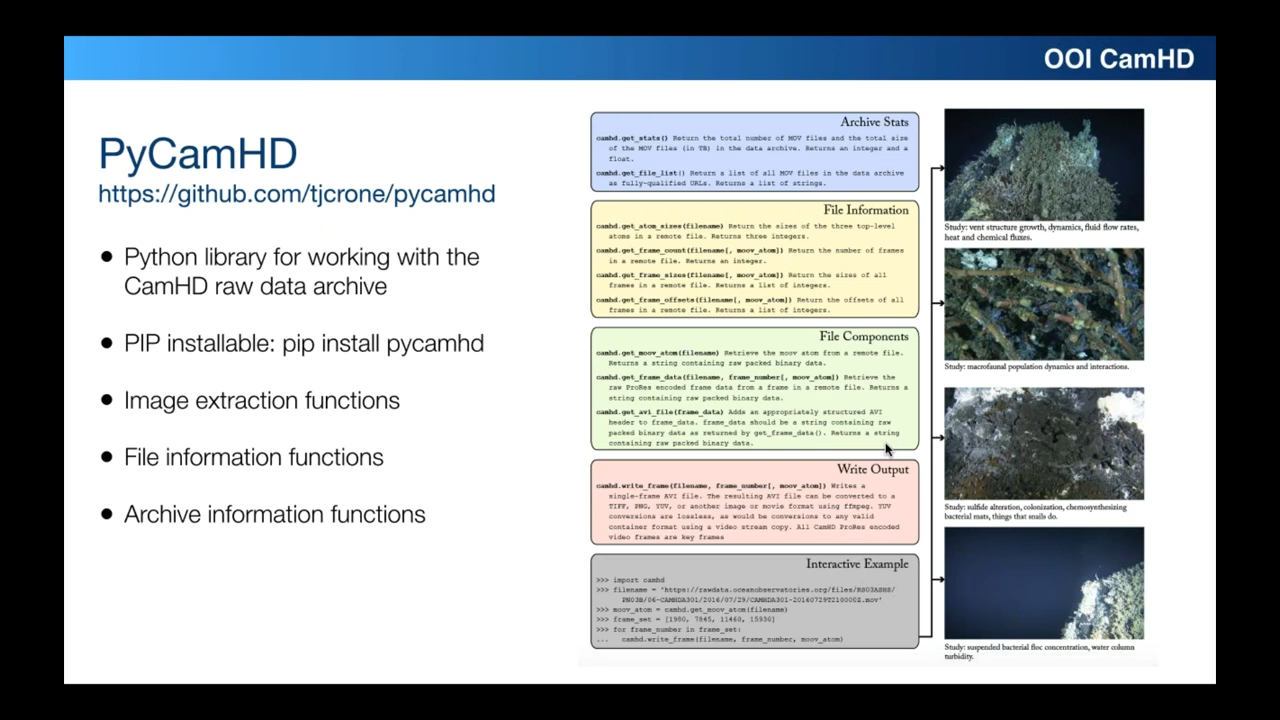 OOI CamHD
PyCamHD
https://github.com/tjcrone/pycamhd
● Python library for working with the
CamHD raw data archive
● PIP installable: pip install pycamhd
● Image extraction functions
● File information functions
● Archive information functions
Archive Stats
camhd.get_stats() Return the total number of MOV files and the total size
of the MOV files (in TB) in the data archive. Returns an integer and a
float.
camhd.get_file_list() Return a list of all MOV files in the data archive
as fully-qualified URLs. Returns a list of strings.
File Information
camhd.get_atom_sizes(filename) Return the sizes of the three top-level
atoms in a remote file. Returns three integers.
camhd.get_frame_count(filename[, moov_atom]) Return the number of frames
in a remote file. Returns an integer.
camhd.get_frame_sizes(filename[, moov_atom]) Return the sizes of all
frames in a remote file. Returns a list of integers.
camhd.get_frame_offsets(filename[, moov_atom]) Return the offsets of all
frames in a remote file. Returns a list of integers.
File Components
camhd.get_moov_atom(filename) Retrieve the moov atom from a remote file.
Returns a string containing raw packed binary data.
camhd.get_frame_data(filename, frame_number[, moov_atom]) Retrieve the
raw ProRes encoded frame data from a frame in a remote file. Returns a
string containing raw packed binary data.
camhd.get_avi_file(frame_data) Adds an appropriately structured AVI
header to frame_data. frame_data should be a string containing raw
packed binary data as returned by get_frame_data(). Returns a string
containing raw packed binary data.
Write Output
camhd.write_frame(filename, frame_number[, moov_atom]) Writes a
single-frame AVI file. The resulting AVI file can be converted to a
TIFF, PNG, YUV, or another image or movie format using ffmpeg. YUV
conversions are lossless, as would be conversions to any valid
container format using a video stream copy. All CamHD ProRes encoded
video frames are key frames
Interactive Example
>>> import camhd
>>> filename = 'https://rawdata.oceanobservatories.org/files/RS03ASHS/
PN03B/06-CAMHDA301/2016/07/29/CAMHDA301-20160729T210000Z.mov'
>>> moov_atom = camhd.get_moov_atom(filename)
>>> frame_set = [1980, 7845, 11460, 15930]
>>> for frame_number in frame_set:
... camhd.write_frame(filename, frame_number, moov_atom)
Study: vent structure growth, dynamics, fluid flow rates,
heat and chemical fluxes.
Study: macrofaunal population dynamics and interactions.
Study: sulfide alteration, colonization, chemosynthesizing
bacterial mats, things that snails do.
Study: suspended bacterial floc concentration, water column
turbidity.